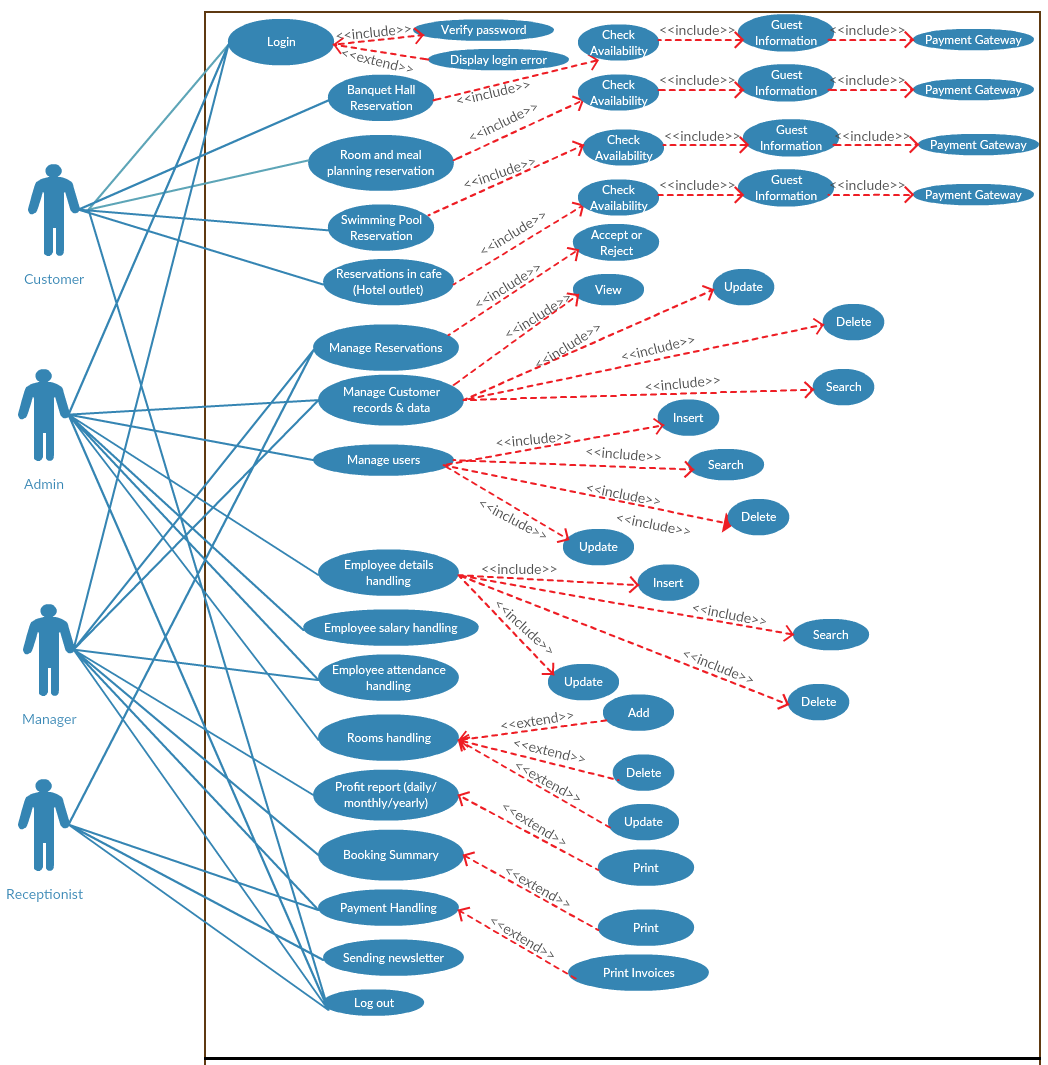 Login
<<include>>
Verify password
<<extend>>
Display login error
Check
Availability
<<include>>
Guest
Information
<<include>>
Payment Gateway
Banquet Hall
Reservation
<<include>>
Check
Availability
<<include>>
Guest
Information
<<include>>
Payment Gateway
Room and meal
planning reservation
<<include>>
Check
Availability
<<include>>
Guest
Information
<<include>>
Payment Gateway
Swimming Pool
Reservation
<<include>>
Check
Availability
<<include>>
Guest
Information
<<include>>
Payment Gateway
Customer
Reservations in cafe
(Hotel outlet)
<<include>>
Accept or
Reject
<<include>>
View
Update
Delete
Manage Reservations
<<include>>
<<include>>
<<include>>
Manage Customer
records & data
<<include>>
Search
Insert
Manage users
<<include>>
<<include>>
Search
Admin
<<include>>
Delete
<<include>>
<<include>>
Update
Employee details
handling
<<include>>
Insert
<<include>>
Search
<<include>>
Employee salary handling
<<include>>
Delete
Employee attendance
handling
Update
Manager
Rooms handling
<<extend>>
Add
<<extend>>
Delete
<<extend>>
Update
Profit report (daily/
monthly/yearly)
<<extend>>
Print
Booking Summary
<<extend>>
Print
Receptionist
Payment Handling
<<extend>>
Print Invoices
Sending newsletter
Log out